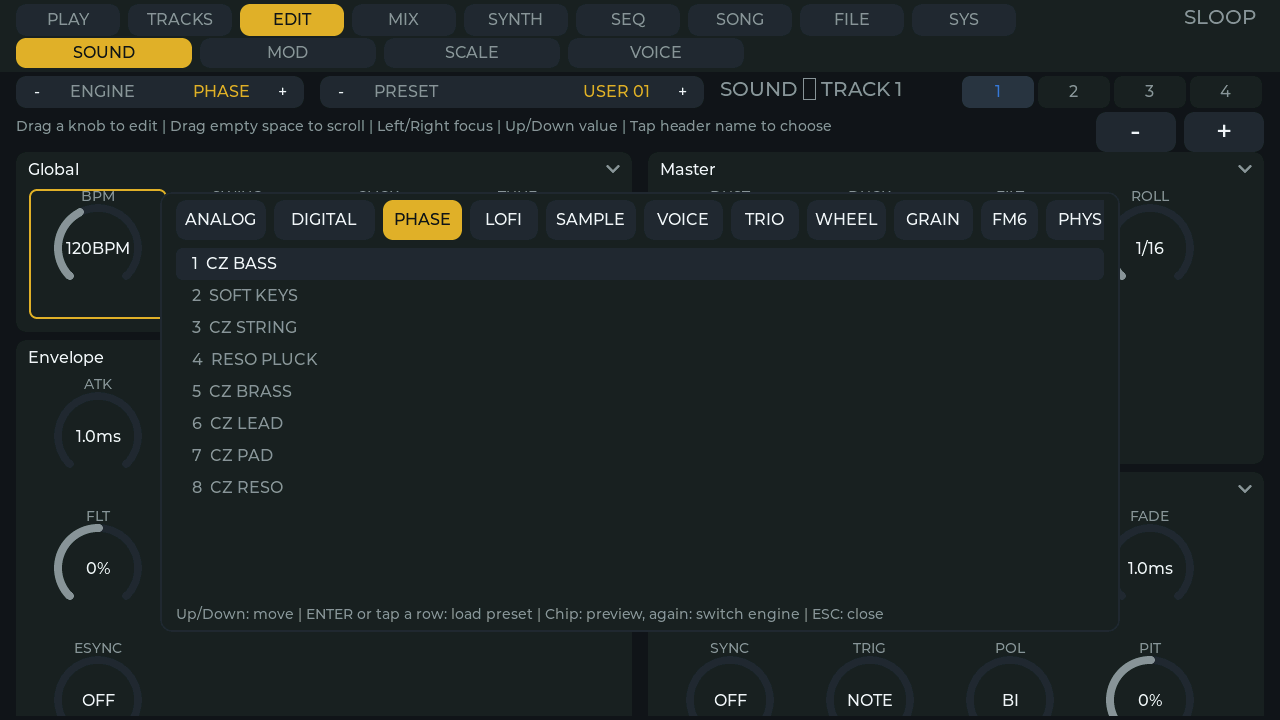 PLAY TRACKS EDIT MIX SYNTH SEQ SONG FILE SYS SLOOP
SOUND MOD SCALE VOICE
- ENGINE PHASE + - PRESET USER 01 + SOUND TRACK 1 1 2 3 4
Drag a knob to edit | Drag empty space to scroll | Left/Right focus | Up/Down value | Tap header name to choose
- +
Global Master
BPM ROLL
120BPM 1/16
ANALOG DIGITAL PHASE LOFI SAMPLE VOICE TRIO WHEEL GRAIN FM6 PHYS
1 CZ BASS
2 SOFT KEYS
3 CZ STRING
4 RESO PLUCK
5 CZ BRASS
6 CZ LEAD
7 CZ PAD
8 CZ RESO
Up/Down: move | ENTER or tap a row: load preset | Chip: preview, again: switch engine | ESC: close
Envelope
ATK
1.0ms
FLT FADE
0% 1.0ms
ESYNC SYNC TRIG POL PIT
OFF OFF NOTE BI 0%